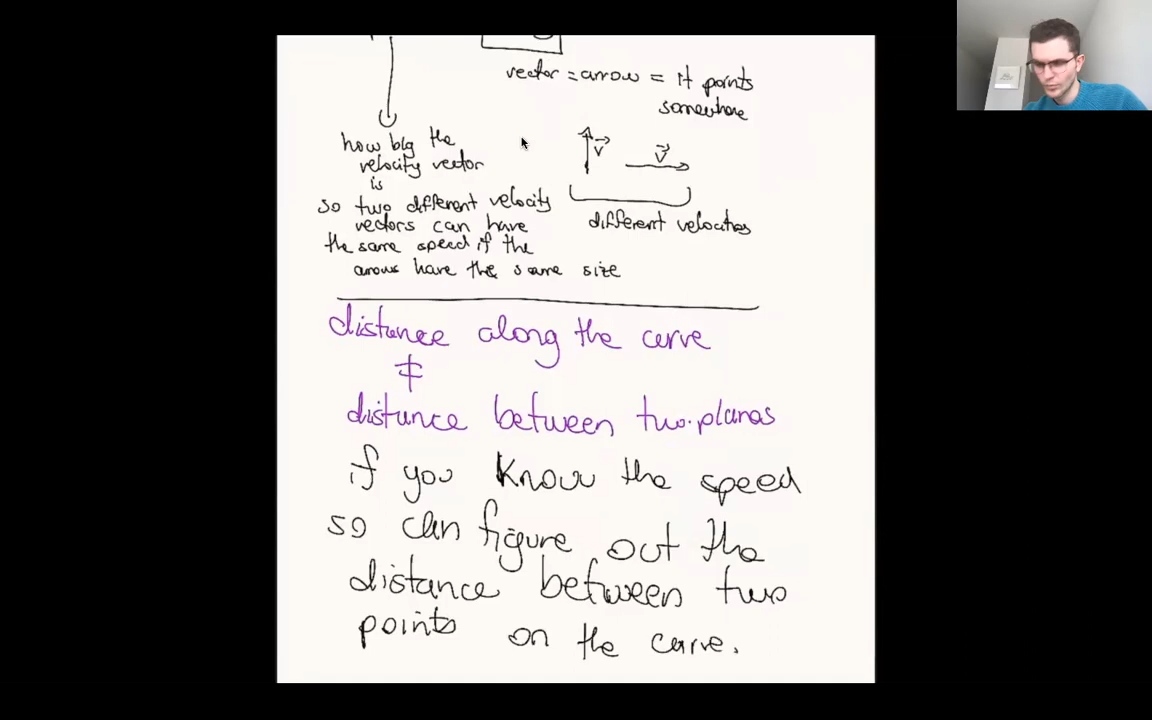 vector = arrow = it points
somewhere
how big the
velocity vector
is
v
v
so two different velocity
vectors can have
the same speed if the
arrows have the same size
different velocities
distance along the curve
≠
distance between two places
if you know the speed
so can figure out the
distance between two
points on the curve.